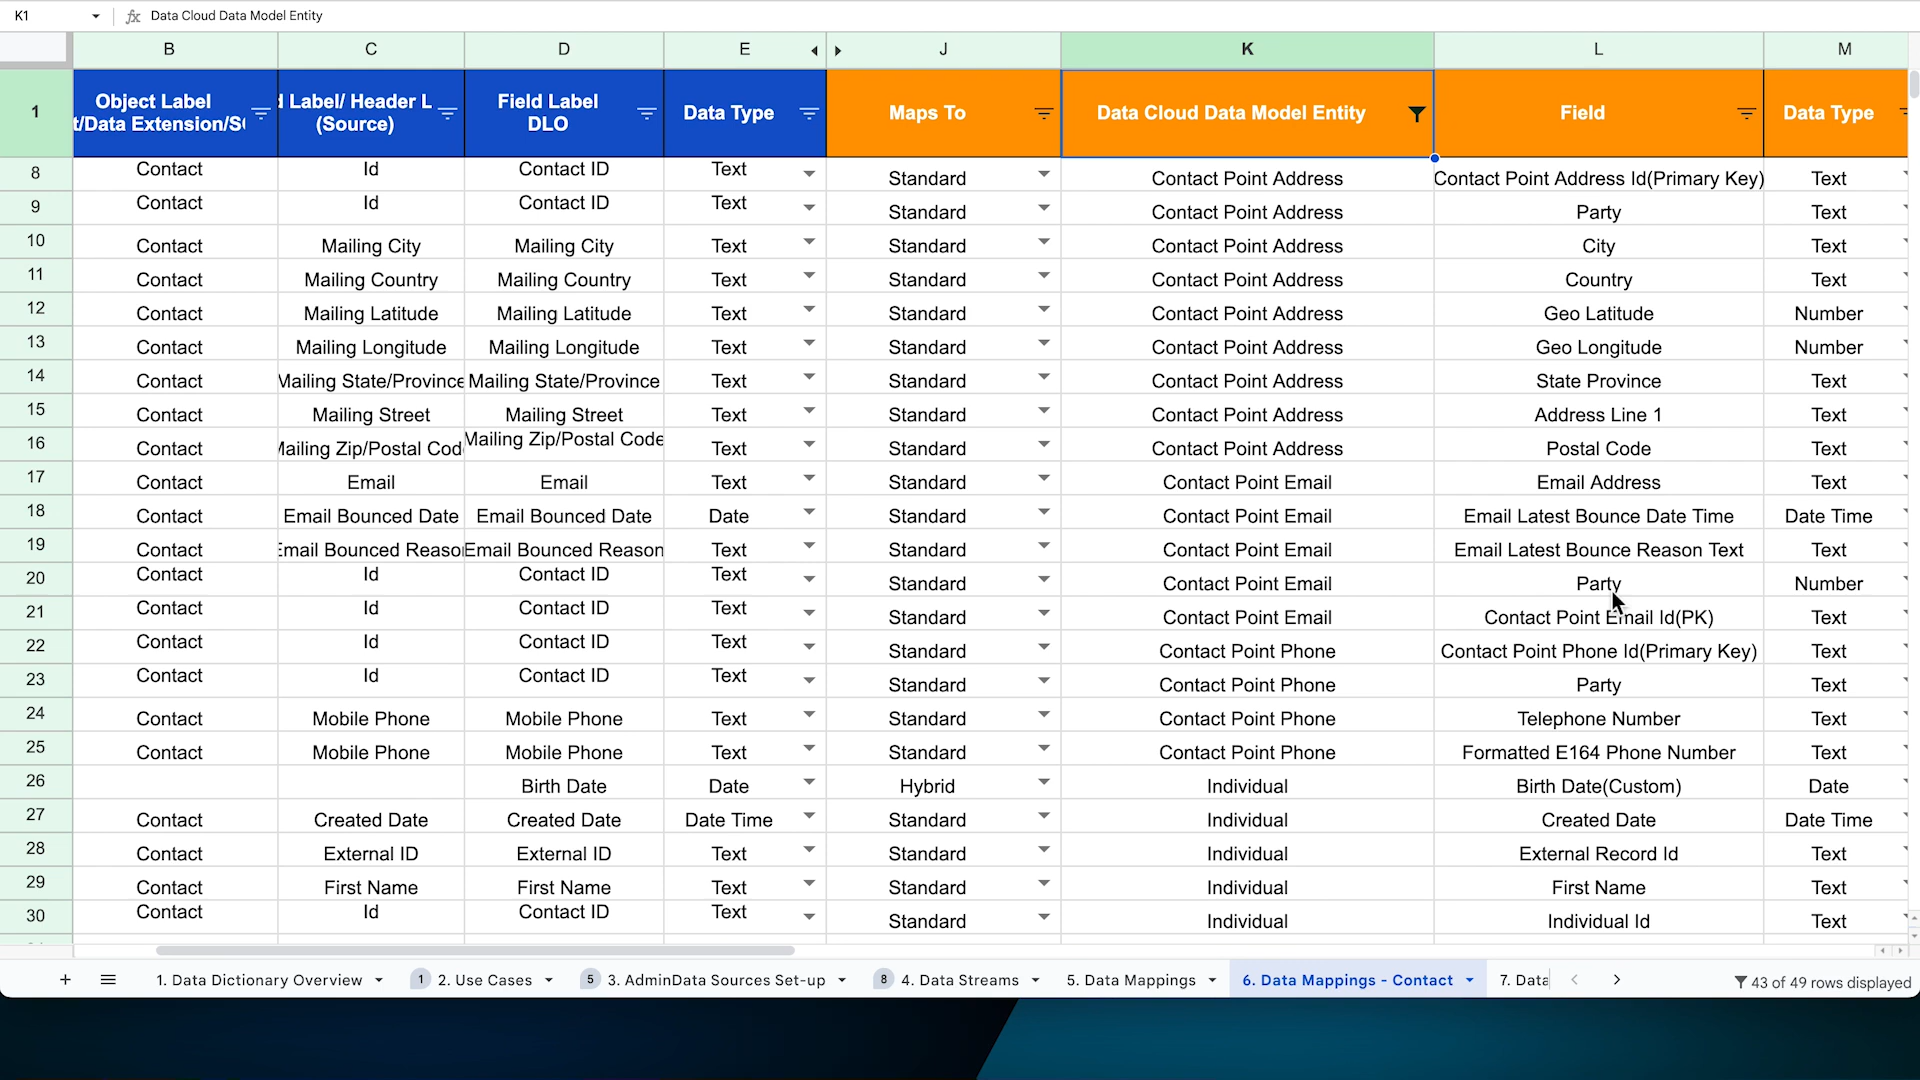 K1 fx Data Cloud Data Model Entity
B C D E J K L M
1 Object Label d Label/ Header L Field Label Data Type Maps To Data Cloud Data Model Entity Field Data Type
t/Data Extension/S (Source) DLO
8 Contact Id Contact ID Text Standard Contact Point Address Contact Point Address Id(Primary Key) Text
9 Contact Id Contact ID Text Standard Contact Point Address Party Text
10 Contact Mailing City Mailing City Text Standard Contact Point Address City Text
11 Contact Mailing Country Mailing Country Text Standard Contact Point Address Country Text
12 Contact Mailing Latitude Mailing Latitude Text Standard Contact Point Address Geo Latitude Number
13 Contact Mailing Longitude Mailing Longitude Text Standard Contact Point Address Geo Longitude Number
14 Contact Mailing State/Province Mailing State/Province Text Standard Contact Point Address State Province Text
15 Contact Mailing Street Mailing Street Text Standard Contact Point Address Address Line 1 Text
16 Contact Mailing Zip/Postal Cod Mailing Zip/Postal Code Text Standard Contact Point Address Postal Code Text
17 Contact Email Email Text Standard Contact Point Email Email Address Text
18 Contact Email Bounced Date Email Bounced Date Date Standard Contact Point Email Email Latest Bounce Date Time Date Time
19 Contact Email Bounced Reaso Email Bounced Reason Text Standard Contact Point Email Email Latest Bounce Reason Text Text
20 Contact Id Contact ID Text Standard Contact Point Email Party Number
21 Contact Id Contact ID Text Standard Contact Point Email Contact Point Email Id(PK) Text
22 Contact Id Contact ID Text Standard Contact Point Phone Contact Point Phone Id(Primary Key) Text
23 Contact Id Contact ID Text Standard Contact Point Phone Party Text
24 Contact Mobile Phone Mobile Phone Text Standard Contact Point Phone Telephone Number Text
25 Contact Mobile Phone Mobile Phone Text Standard Contact Point Phone Formatted E164 Phone Number Text
26 Birth Date Date Hybrid Individual Birth Date(Custom) Date
27 Contact Created Date Created Date Date Time Standard Individual Created Date Date Time
28 Contact External ID External ID Text Standard Individual External Record Id Text
29 Contact First Name First Name Text Standard Individual First Name Text
30 Contact Id Contact ID Text Standard Individual Individual Id Text
1. Data Dictionary Overview 1 2. Use Cases 5 3. AdminData Sources Set-up 8 4. Data Streams 5. Data Mappings 6. Data Mappings - Contact 7. Data 43 of 49 rows displayed